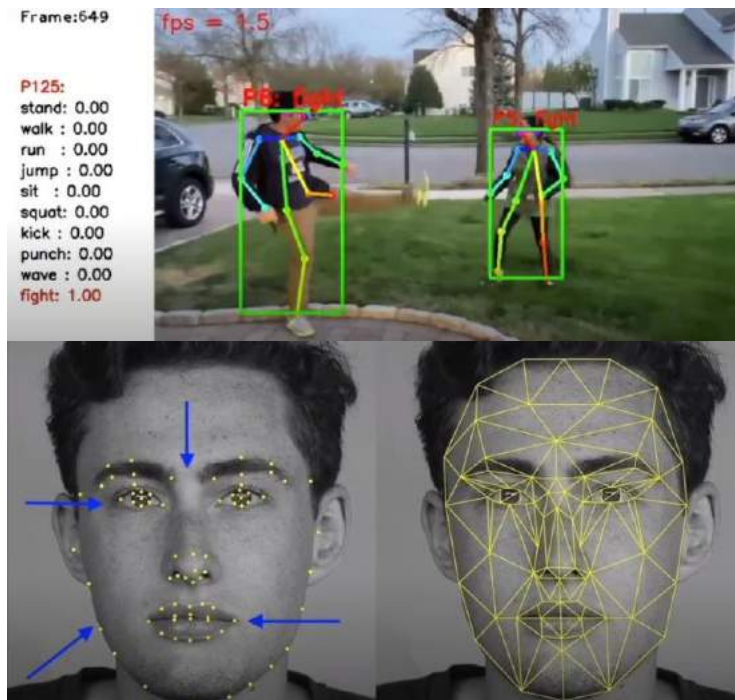 Frame:649
fps = 1.5
P125:
stand: 0.00
walk : 0.00
run : 0.00
jump : 0.00
sit : 0.00
squat: 0.00
kick : 0.00
punch: 0.00
wave : 0.00
fight: 1.00
P6: fight
P5: fight